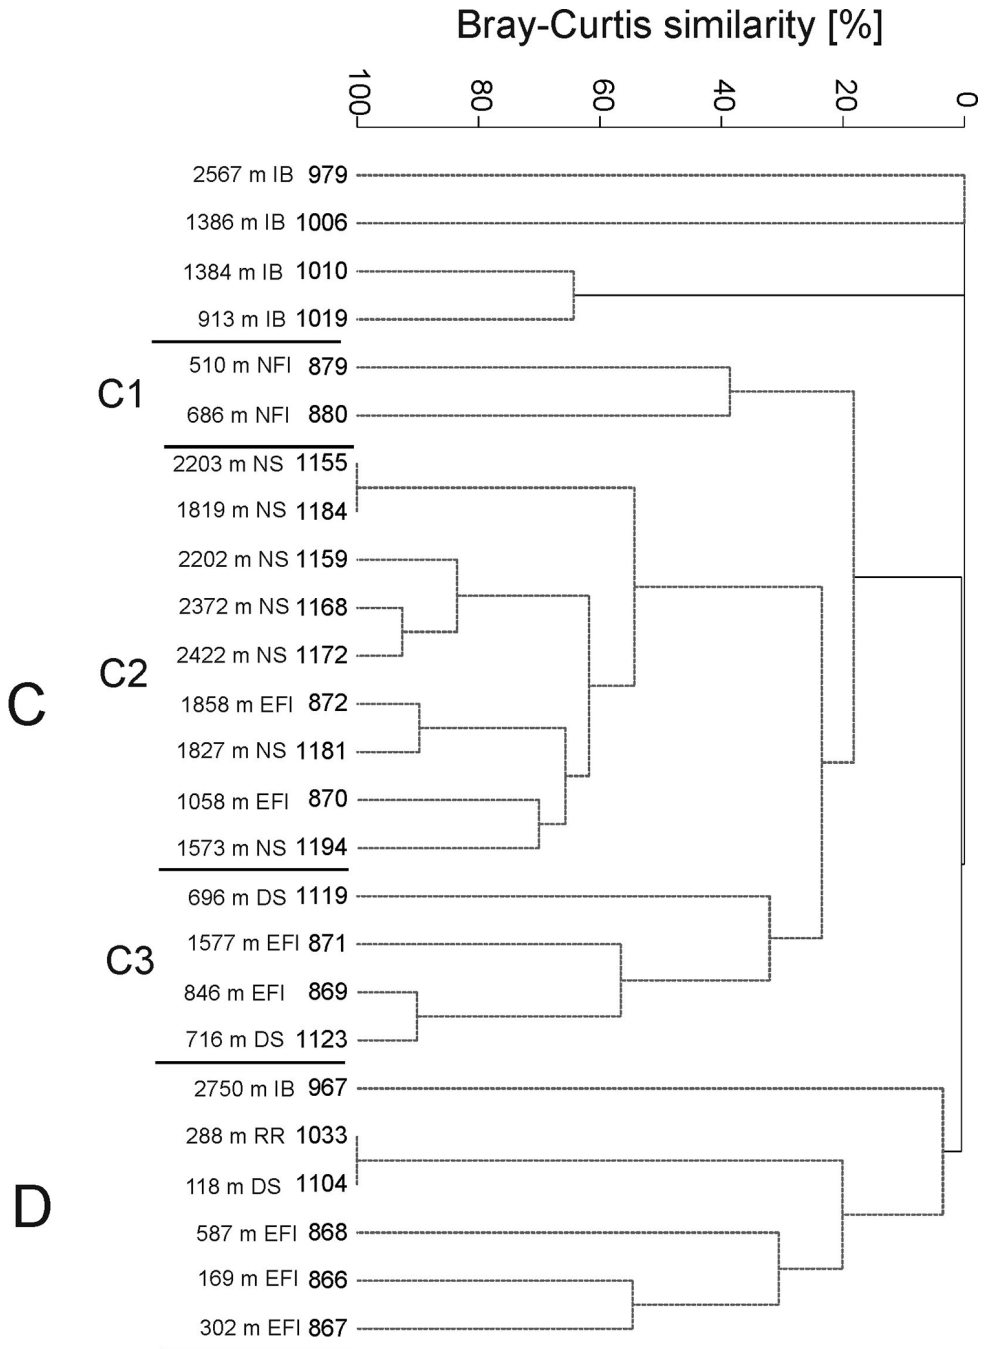 Bray-Curtis similarity [%]
100 80 60 40 20 0
2567 m IB 979
1386 m IB 1006
1384 m IB 1010
913 m IB 1019
510 m NFI 879
C1
686 m NFI 880
2203 m NS 1155
1819 m NS 1184
2202 m NS 1159
2372 m NS 1168
2422 m NS 1172
C2
C
1858 m EFI 872
1827 m NS 1181
1058 m EFI 870
1573 m NS 1194
696 m DS 1119
1577 m EFI 871
C3
846 m EFI 869
716 m DS 1123
2750 m IB 967
288 m RR 1033
118 m DS 1104
D
587 m EFI 868
169 m EFI 866
302 m EFI 867